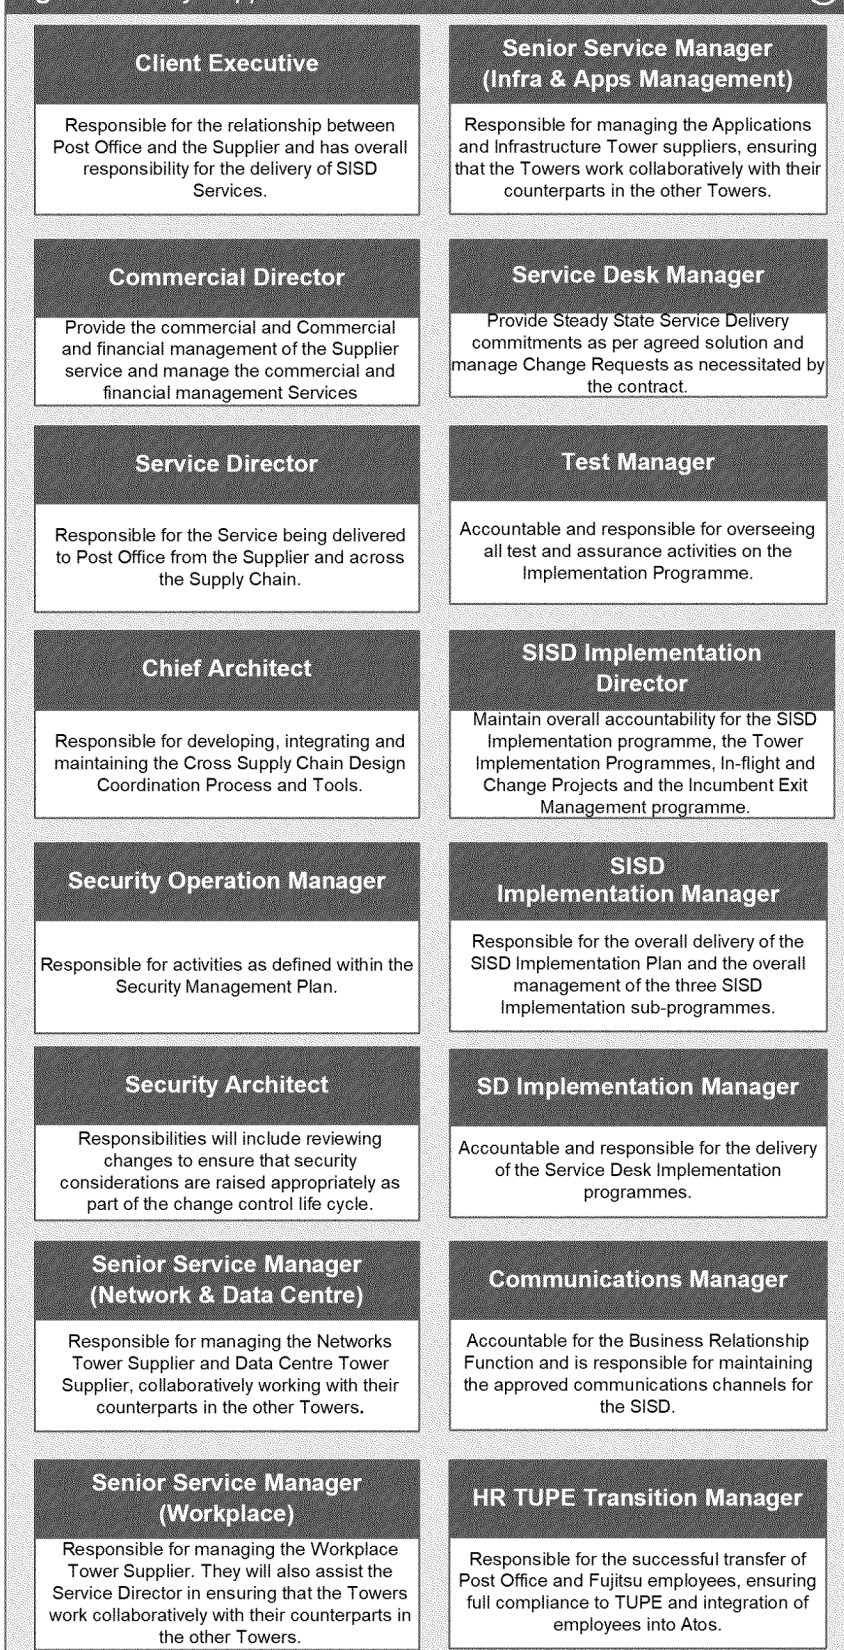 Client Executive
Responsible for the relationship between
Post Office and the Supplier and has overall
responsibility for the delivery of SISD
Services.
Senior Service Manager
(Infra & Apps Management)
Responsible for managing the Applications
and Infrastructure Tower suppliers, ensuring
that the Towers work collaboratively with their
counterparts in the other Towers.
Commercial Director
Provide the commercial and Commercial
and financial management of the Supplier
service and manage the commercial and
financial management Services
Service Desk Manager
Provide Steady State Service Delivery
commitments as per agreed solution and
manage Change Requests as necessitated by
the contract.
Service Director
Responsible for the Service being delivered
to Post Office from the Supplier and across
the Supply Chain.
Test Manager
Accountable and responsible for overseeing
all test and assurance activities on the
Implementation Programme.
Chief Architect
Responsible for developing, integrating and
maintaining the Cross Supply Chain Design
Coordination Process and Tools.
SISD Implementation
Director
Maintain overall accountability for the SISD
Implementation programme, the Tower
Implementation Programmes, In-flight and
Change Projects and the Incumbent Exit
Management programme.
Security Operation Manager
Responsible for activities as defined within the
Security Management Plan.
SISD
Implementation Manager
Responsible for the overall delivery of the
SISD Implementation Plan and the overall
management of the three SISD
Implementation sub-programmes.
Security Architect
Responsibilities will include reviewing
changes to ensure that security
considerations are raised appropriately as
part of the change control life cycle.
SD Implementation Manager
Accountable and responsible for the delivery
of the Service Desk Implementation
programmes.
Senior Service Manager
(Network & Data Centre)
Responsible for managing the Networks
Tower Supplier and Data Centre Tower
Supplier, collaboratively working with their
counterparts in the other Towers.
Communications Manager
Accountable for the Business Relationship
Function and is responsible for maintaining
the approved communications channels for
the SISD.
Senior Service Manager
(Workplace)
Responsible for managing the Workplace
Tower Supplier. They will also assist the
Service Director in ensuring that the Towers
work collaboratively with their counterparts in
the other Towers.
HR TUPE Transition Manager
Responsible for the successful transfer of
Post Office and Fujitsu employees, ensuring
full compliance to TUPE and integration of
employees into Atos.